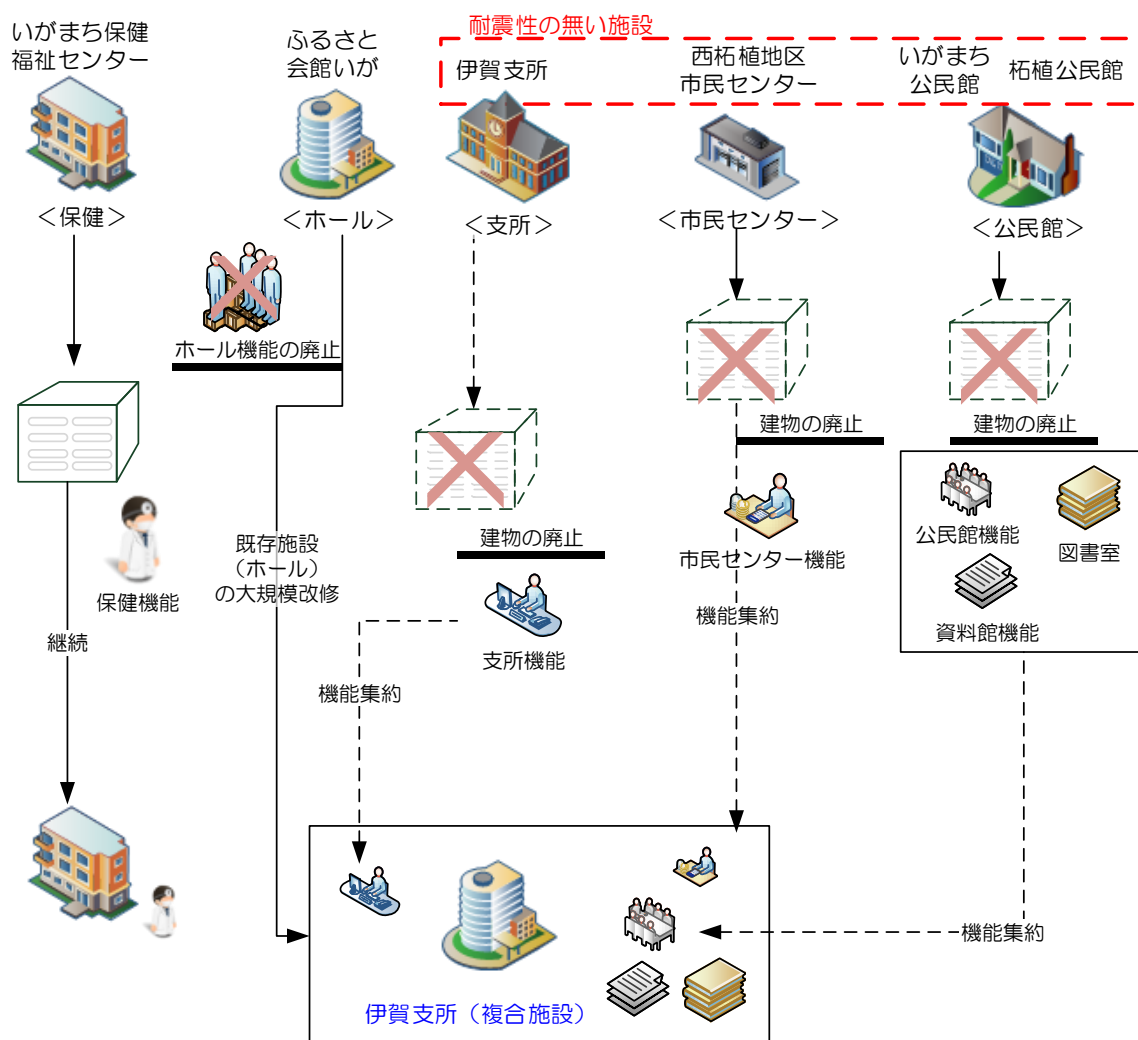 耐震性の無い施設
いがまち保健
福祉センター
ふるさと
会館いが
伊賀支所
西柘植地区
市民センター
いがまち
公民館
柘植公民館
＜保健＞
＜ホール＞
＜支所＞
＜市民センター＞
＜公民館＞
ホール機能の廃止
建物の廃止
建物の廃止
建物の廃止
既存施設
（ホール）
の大規模改修
保健機能
継続
支所機能
機能集約
市民センター機能
機能集約
公民館機能
図書室
資料館機能
機能集約
伊賀支所（複合施設）